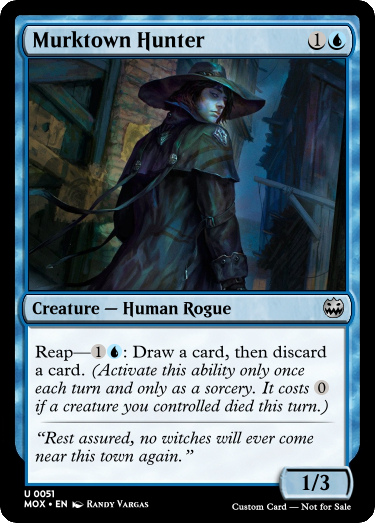 Murktown Hunter 1
Creature — Human Rogue
Reap—1: Draw a card, then discard
a card. (Activate this ability only once
each turn and only as a sorcery. It costs 0
if a creature you controlled died this turn.)
“Rest assured, no witches will ever come
near this town again.”
1/3
U 0051
MOX • EN Randy Vargas
Custom Card — Not for Sale